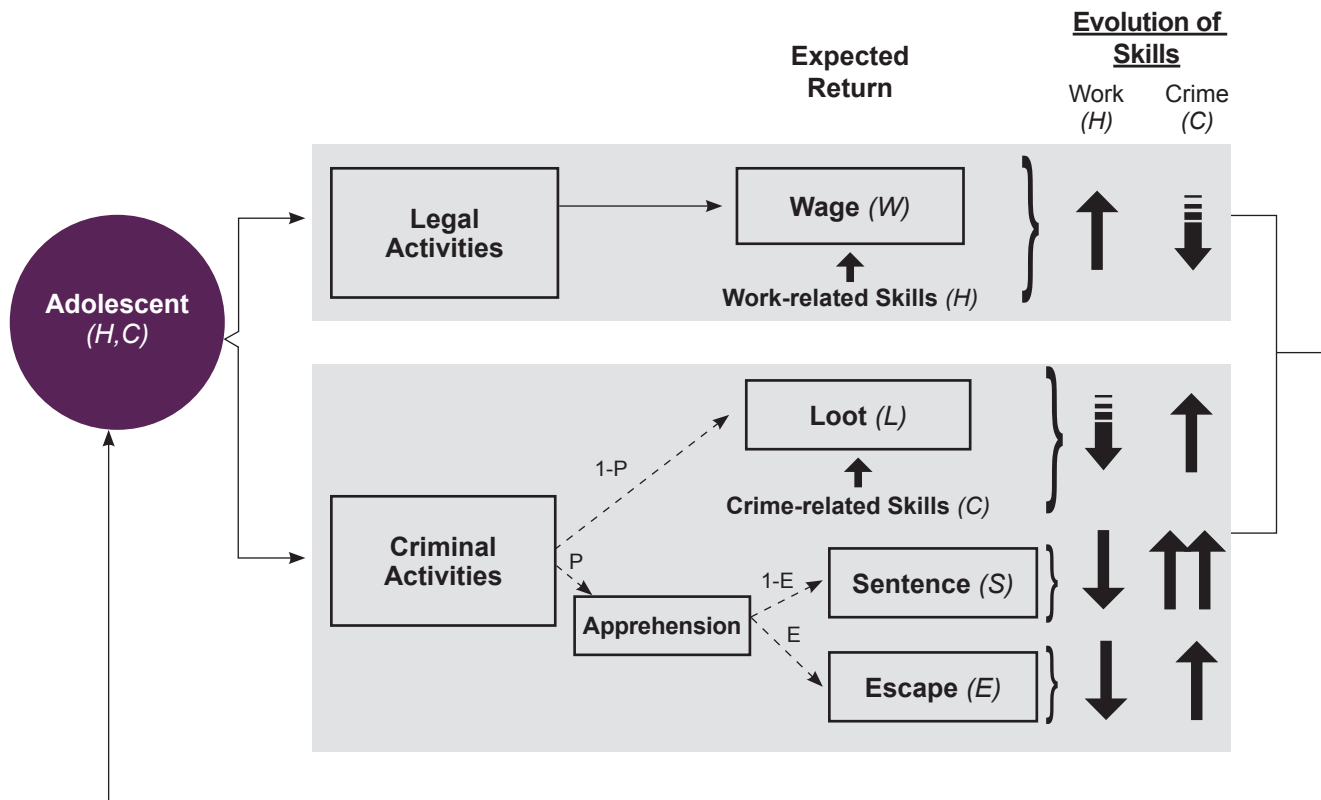 Evolution of
Skills
Expected
Return
Work
(H)
Crime
(C)
Legal
Activities
Wage (W)
Work-related Skills (H)
Adolescent
(H,C)
Loot (L)
1-P
Crime-related Skills (C)
Criminal
Activities
P
1-E
Sentence (S)
Apprehension
E
Escape (E)